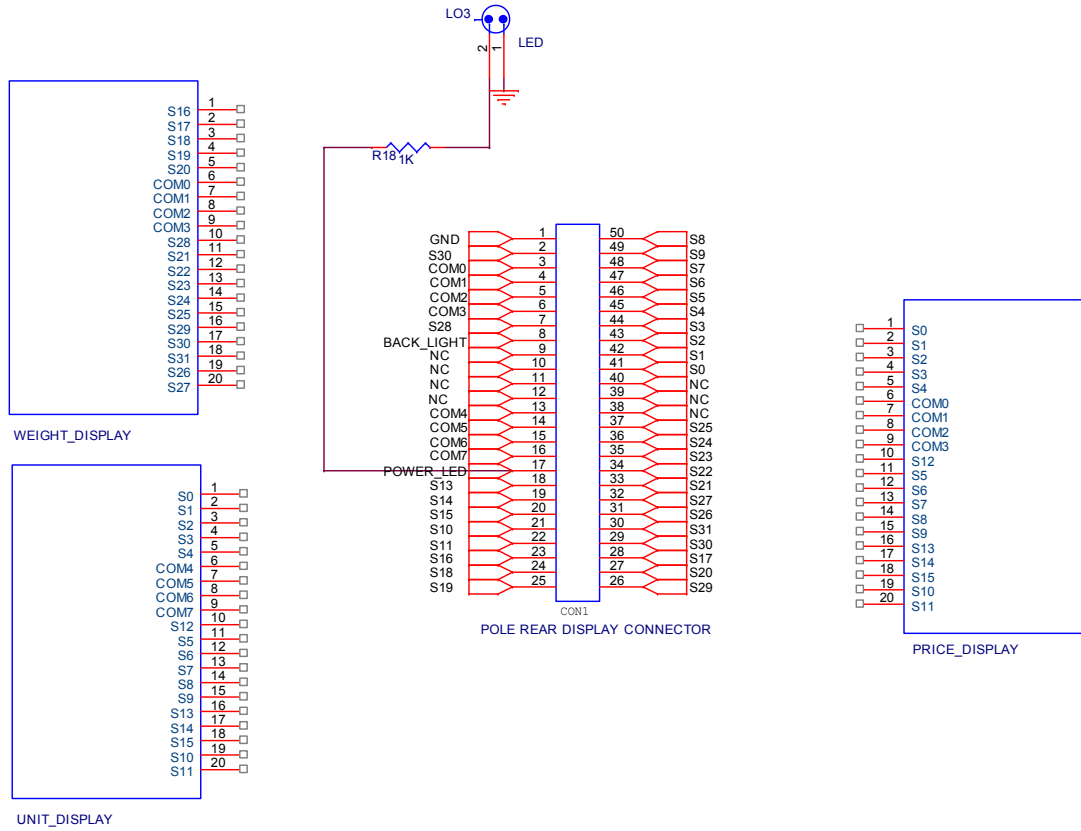 LO3
LED
2
1
R18
1K
S16 1
S17 2
S18 3
S19 4
S20 5
COM0 6
COM1 7
COM2 8
COM3 9
S28 10
S21 11
S22 12
S23 13
S24 14
S25 15
S29 16
S30 17
S31 18
S26 19
S27 20
WEIGHT_DISPLAY
S0 1
S1 2
S2 3
S3 4
S4 5
COM4 6
COM5 7
COM6 8
COM7 9
S12 10
S5 11
S6 12
S7 13
S8 14
S9 15
S13 16
S14 17
S15 18
S10 19
S11 20
UNIT_DISPLAY
GND 1 50 S8
S30 2 49 S9
COM0 3 48 S7
COM1 4 47 S6
COM2 5 46 S5
COM3 6 45 S4
S28 7 44 S3
BACK_LIGHT 8 43 S2
NC 9 42 S1
NC 10 41 S0
NC 11 40 NC
NC 12 39 NC
COM4 13 38 NC
COM5 14 37 S25
COM6 15 36 S24
COM7 16 35 S23
POWER_LED 17 34 S22
S13 18 33 S21
S14 19 32 S27
S15 20 31 S26
S10 21 30 S31
S11 22 29 S30
S16 23 28 S17
S18 24 27 S20
S19 25 26 S29
CON1
POLE REAR DISPLAY CONNECTOR
1 S0
2 S1
3 S2
4 S3
5 S4
6 COM0
7 COM1
8 COM2
9 COM3
10 S12
11 S5
12 S6
13 S7
14 S8
15 S9
16 S13
17 S14
18 S15
19 S10
20 S11
PRICE_DISPLAY